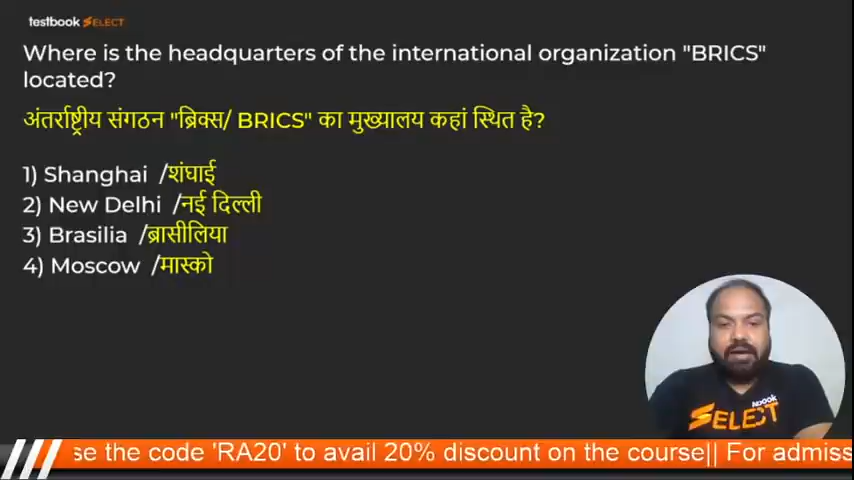 testbook SELECT
Where is the headquarters of the international organization "BRICS"
located?
अंतर्राष्ट्रीय संगठन "ब्रिक्स/ BRICS" का मुख्यालय कहां स्थित है?
1) Shanghai /शंघाई
2) New Delhi /नई दिल्ली
3) Brasilia /ब्रासीलिया
4) Moscow /मास्को
SELECT
se the code 'RA20' to avail 20% discount on the course|| For admiss